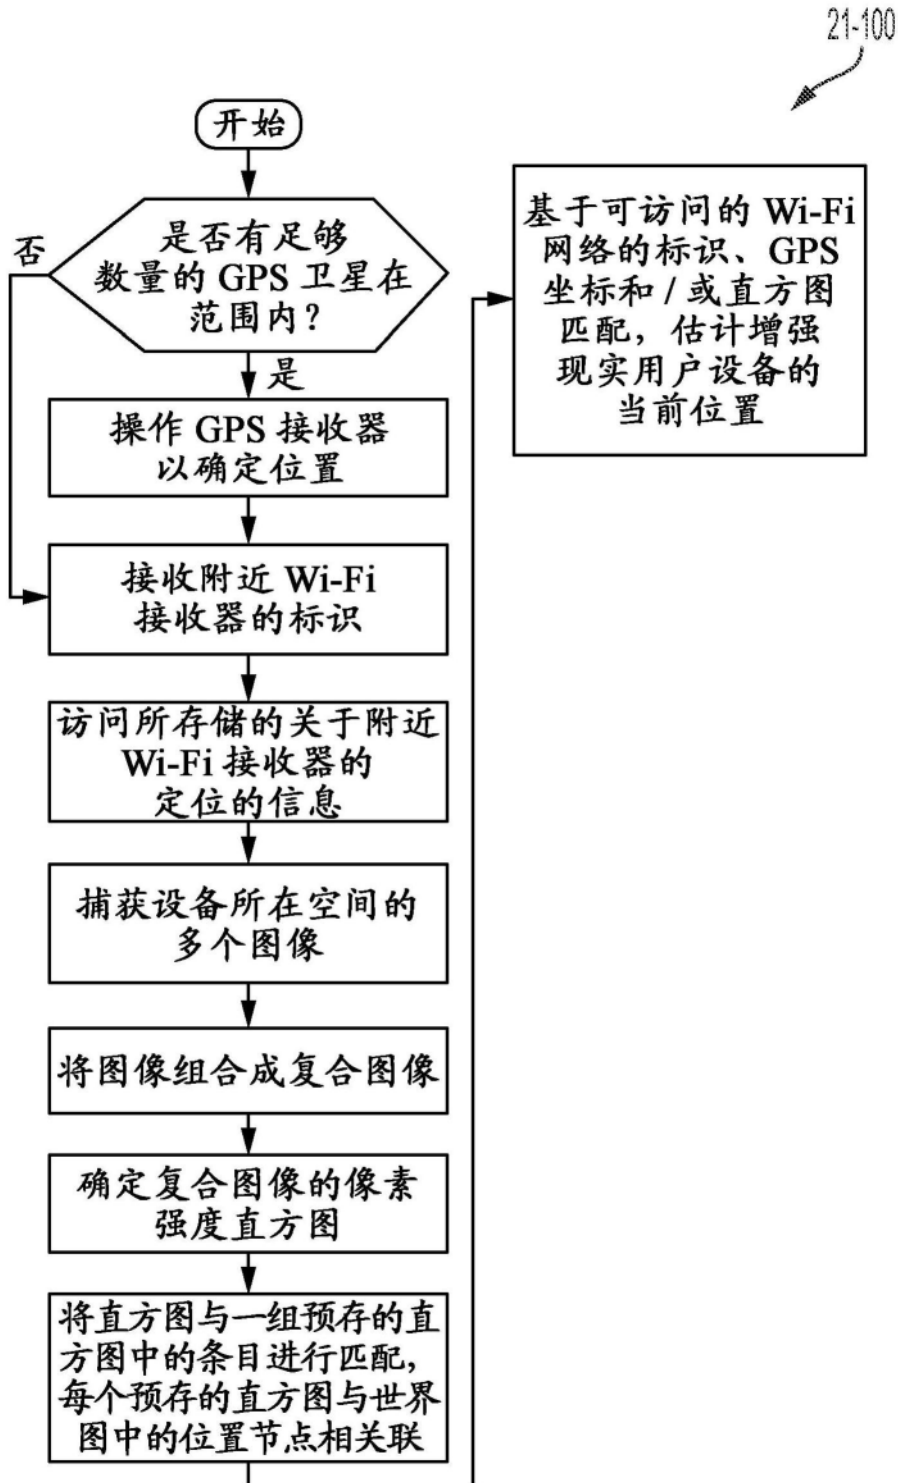 21-100
开始
是否有足够
数量的 GPS 卫星在
范围内？
否
是
操作 GPS 接收器
以确定位置
接收附近 Wi-Fi
接收器的标识
访问所存储的关于附近
Wi-Fi 接收器的
定位的信息
捕获设备所在空间的
多个图像
将图像组合成复合图像
确定复合图像的像素
强度直方图
将直方图与一组预存的直
方图中的条目进行匹配，
每个预存的直方图与世界
图中的位置节点相关联
基于可访问的 Wi-Fi
网络的标识、GPS
坐标和 / 或直方图
匹配，估计增强
现实用户设备的
当前位置